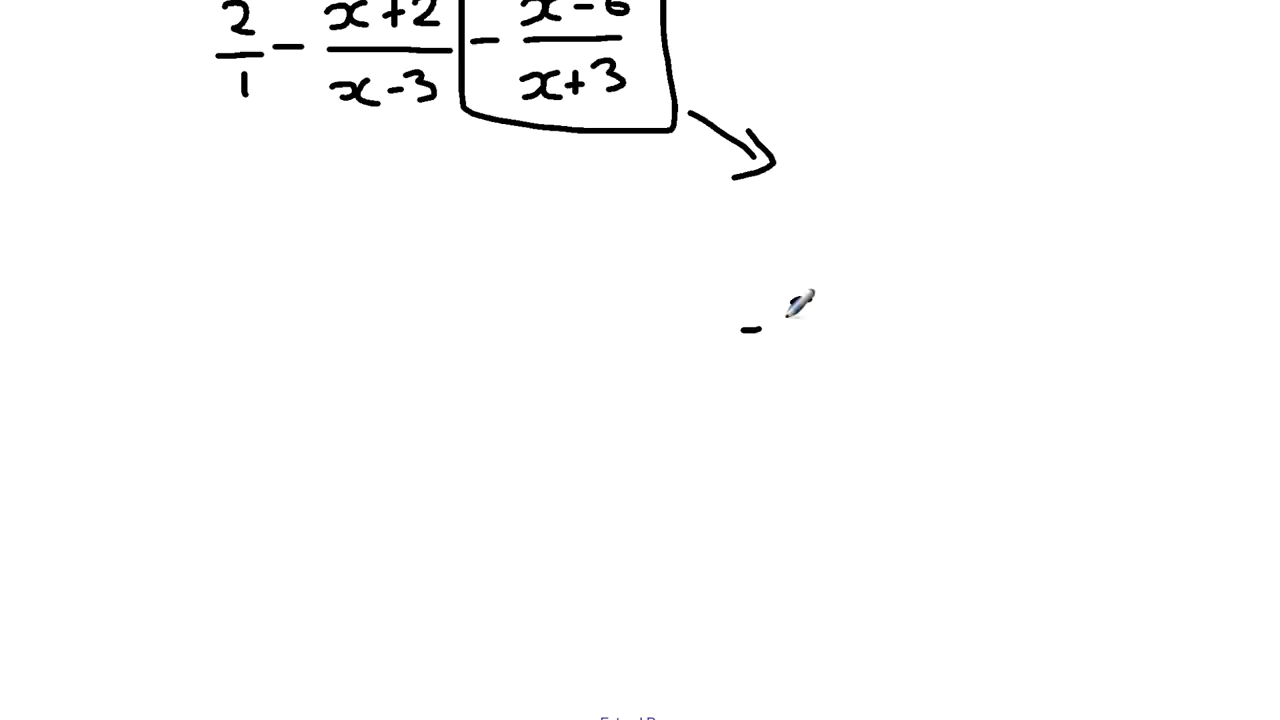 2/1 - x+2/x-3 - x-6/x+3
-